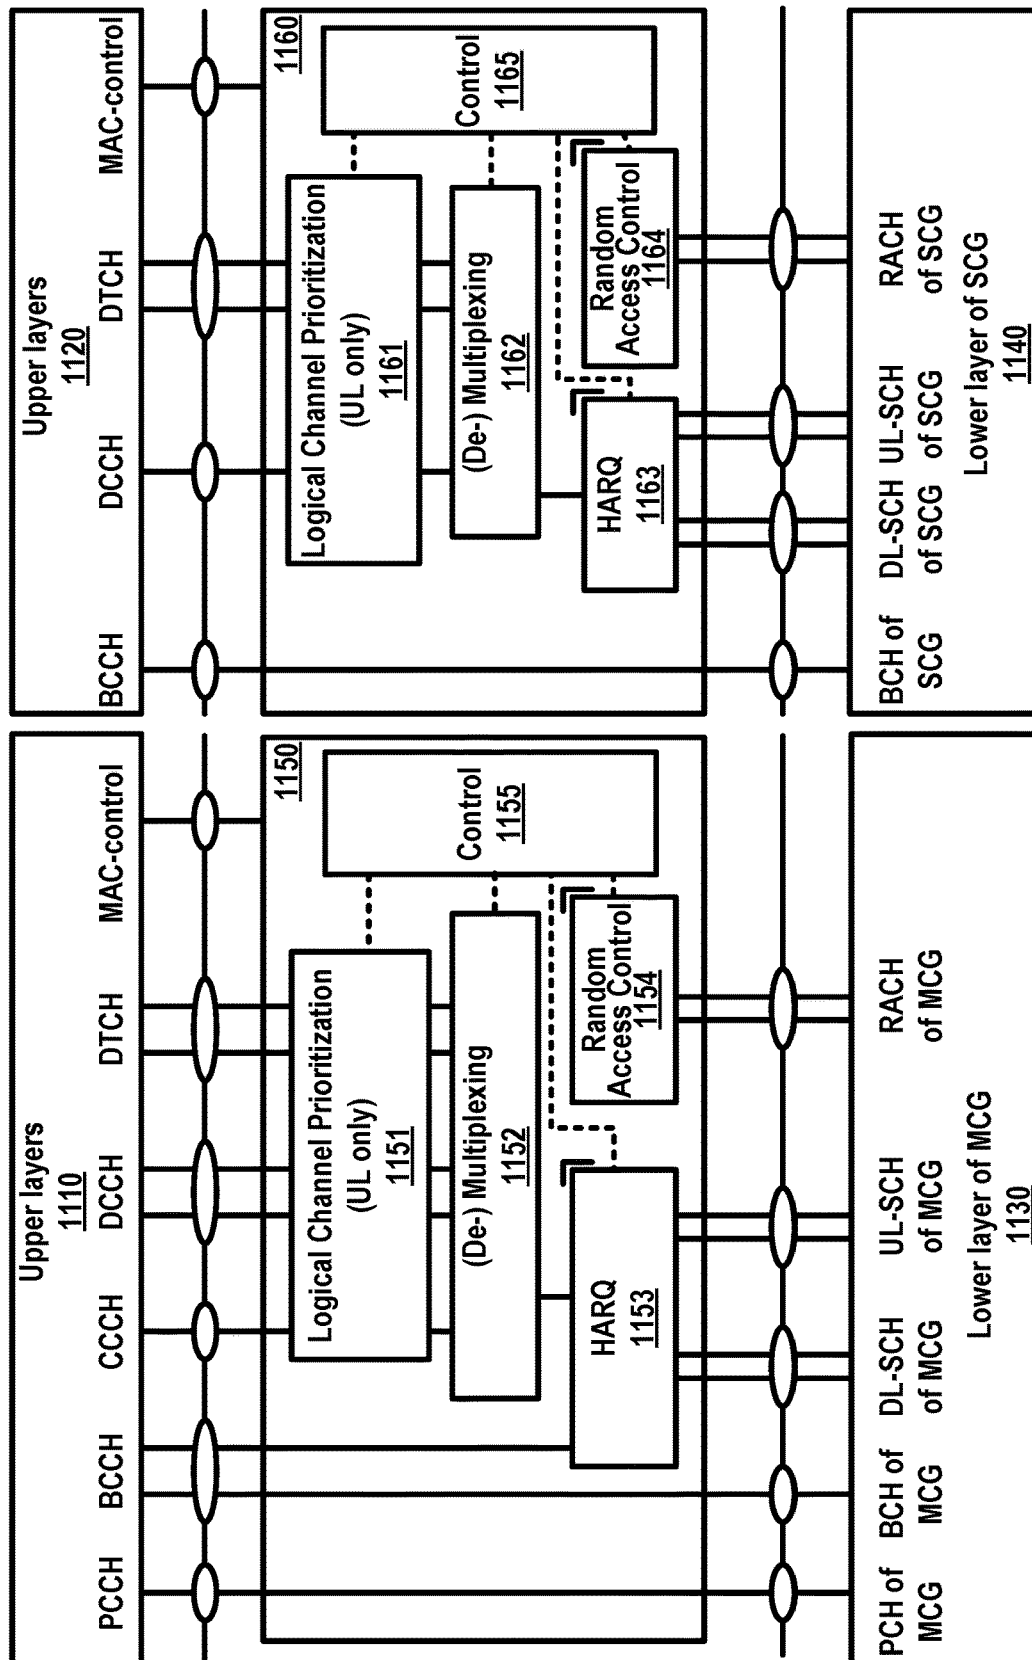 Upper layers
1110
PCCH
BCCH
CCCH
DCCH
DTCH
MAC-control
1150
Logical Channel Prioritization
(UL only)
1151
(De-) Multiplexing
1152
HARQ
1153
Random
Access Control
1154
Control
1155
PCH of
MCG
BCH of
MCG
DL-SCH
of MCG
UL-SCH
of MCG
RACH
of MCG
Lower layer of MCG
1130
Upper layers
1120
BCCH
DCCH
DTCH
MAC-control
1160
Logical Channel Prioritization
(UL only)
1161
(De-) Multiplexing
1162
HARQ
1163
Random
Access Control
1164
Control
1165
BCH of
SCG
DL-SCH
of SCG
UL-SCH
of SCG
RACH
of SCG
Lower layer of SCG
1140